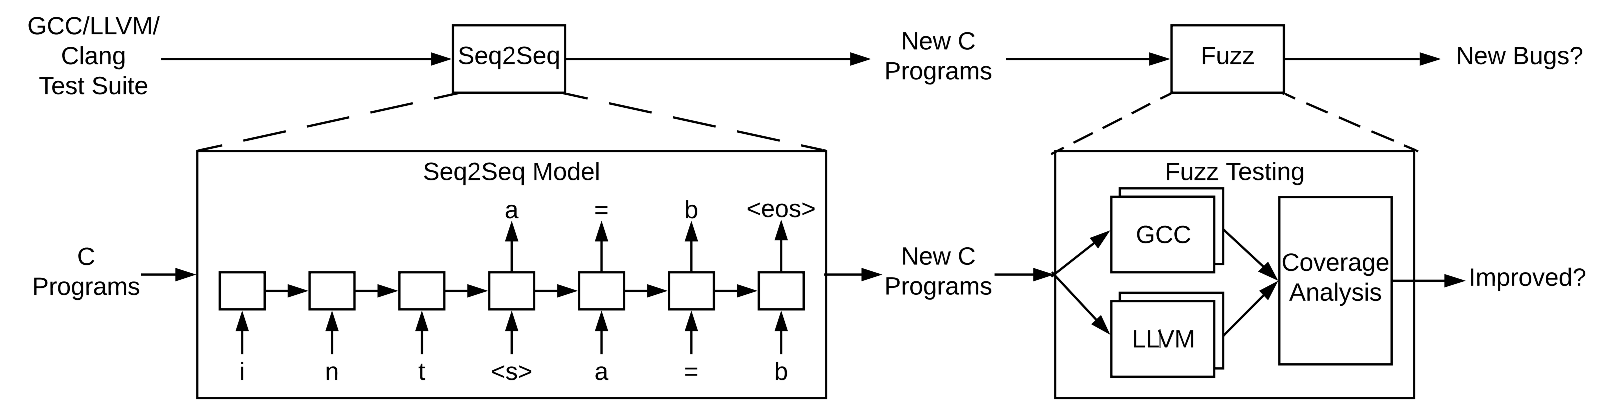 GCC/LLVM/
Clang
Test Suite
Seq2Seq
New C
Programs
Fuzz
New Bugs?
Seq2Seq Model
Fuzz Testing
a = b <eos>
C
Programs
i n t <s> a = b
New C
Programs
GCC
LLVM
Coverage
Analysis
Improved?